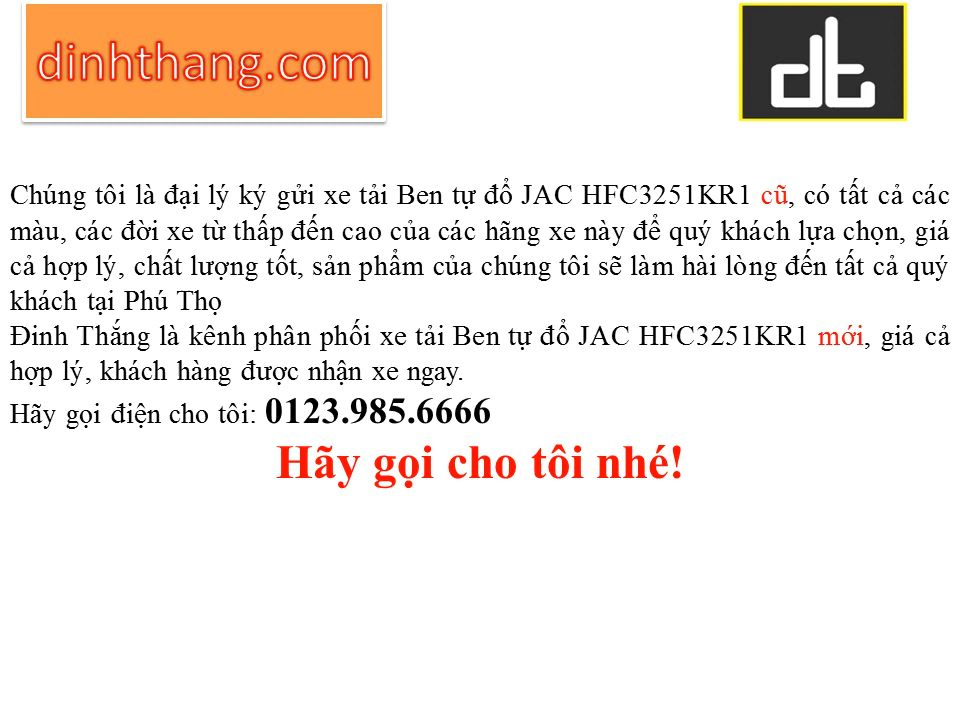 dinhthang.com
dt
Chúng tôi là đại lý ký gửi xe tải Ben tự đổ JAC HFC3251KR1 cũ, có tất cả các
màu, các đời xe từ thấp đến cao của các hãng xe này để quý khách lựa chọn, giá
cả hợp lý, chất lượng tốt, sản phẩm của chúng tôi sẽ làm hài lòng đến tất cả quý
khách tại Phú Thọ
Đinh Thắng là kênh phân phối xe tải Ben tự đổ JAC HFC3251KR1 mới, giá cả
hợp lý, khách hàng được nhận xe ngay.
Hãy gọi điện cho tôi: 0123.985.6666
Hãy gọi cho tôi nhé!